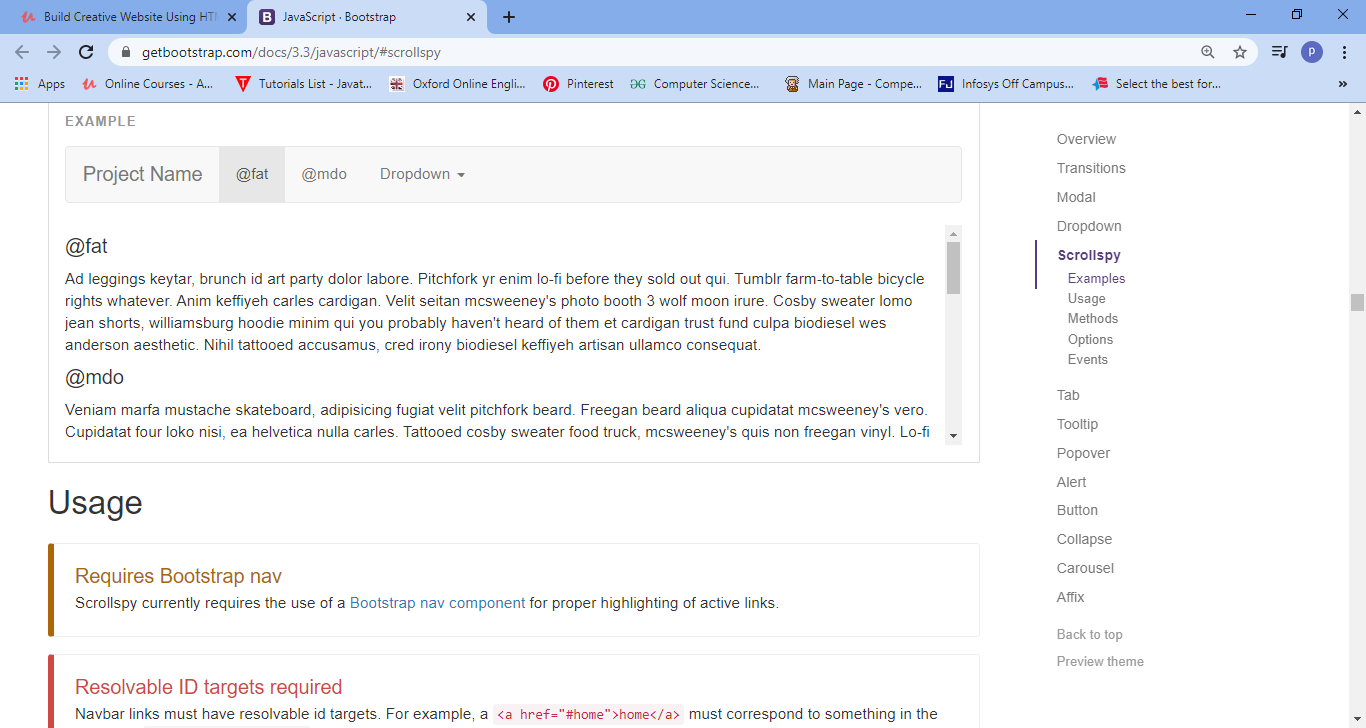 Build Creative Website Using HTM
JavaScript · Bootstrap
getbootstrap.com/docs/3.3/javascript/#scrollspy
P
Apps
Online Courses - A...
Tutorials List - Javat...
Oxford Online Engli...
Pinterest
Computer Science...
Main Page - Compe...
Infosys Off Campus...
Select the best for...
»
EXAMPLE
Project Name
@fat
@mdo
Dropdown
@fat
Ad leggings keytar, brunch id art party dolor labore. Pitchfork yr enim lo-fi before they sold out qui. Tumblr farm-to-table bicycle
rights whatever. Anim keffiyeh carles cardigan. Velit seitan mcsweeney's photo booth 3 wolf moon irure. Cosby sweater lomo
jean shorts, williamsburg hoodie minim qui you probably haven't heard of them et cardigan trust fund culpa biodiesel wes
anderson aesthetic. Nihil tattooed accusamus, cred irony biodiesel keffiyeh artisan ullamco consequat.
@mdo
Veniam marfa mustache skateboard, adipisicing fugiat velit pitchfork beard. Freegan beard aliqua cupidatat mcsweeney's vero.
Cupidatat four loko nisi, ea helvetica nulla carles. Tattooed cosby sweater food truck, mcsweeney's quis non freegan vinyl. Lo-fi
Usage
Requires Bootstrap nav
Scrollspy currently requires the use of a Bootstrap nav component for proper highlighting of active links.
Resolvable ID targets required
Navbar links must have resolvable id targets. For example, a <a href="#home">home</a> must correspond to something in the
Overview
Transitions
Modal
Dropdown
Scrollspy
Examples
Usage
Methods
Options
Events
Tab
Tooltip
Popover
Alert
Button
Collapse
Carousel
Affix
Back to top
Preview theme